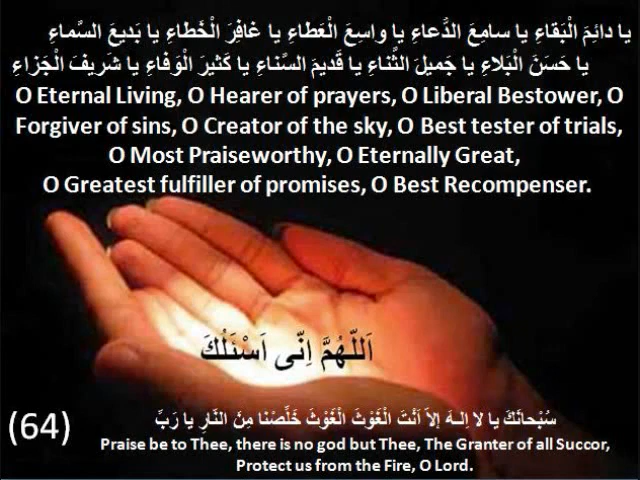 يا دائِمَ الْبَقاءِ يا سامِعَ الدُّعاءِ يا واسِعَ الْعَطاءِ يا غافِرَ الْخَطاءِ يا بَديعَ السَّماءِ
يا حَسَنَ الْبَلاءِ يا جَميلَ الثَّناءِ يا قَديمَ السَّناءِ يا كَثيرَ الْوَفاءِ يا شَريفَ الْجَزاءِ
O Eternal Living, O Hearer of prayers, O Liberal Bestower, O
Forgiver of sins, O Creator of the sky, O Best tester of trials,
O Most Praiseworthy, O Eternally Great,
O Greatest fulfiller of promises, O Best Recompenser.
اَللّهُمَّ اِنّى اَسْئَلُكَ
سُبْحانَكَ يا لا اِلـهَ اِلاّ اَنْتَ الْغَوْثَ الْغَوْثَ خَلِّصْنا مِنَ النّارِ يا رَبِّ
(64)
Praise be to Thee, there is no god but Thee, The Granter of all Succor,
Protect us from the Fire, O Lord.